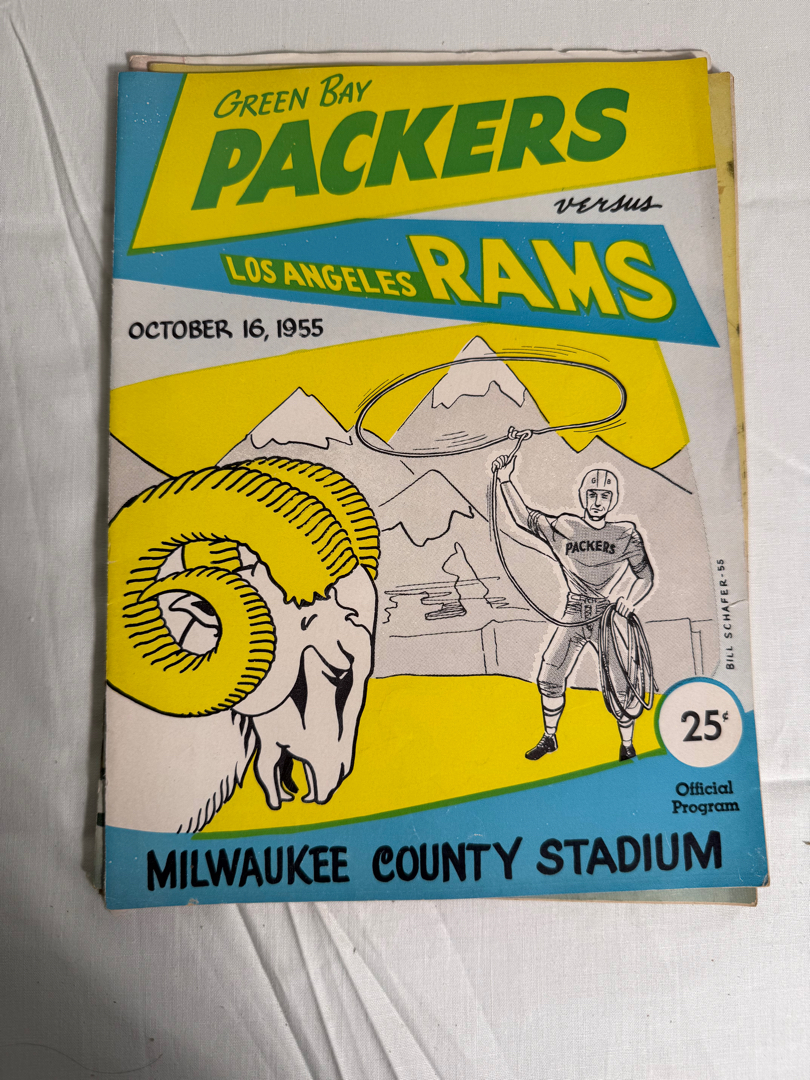 GREEN BAY
PACKERS
versus
LOS ANGELES RAMS
OCTOBER 16, 1955
G B
PACKERS
BILL SCHAFER-55
25¢
Official
Program
MILWAUKEE COUNTY STADIUM